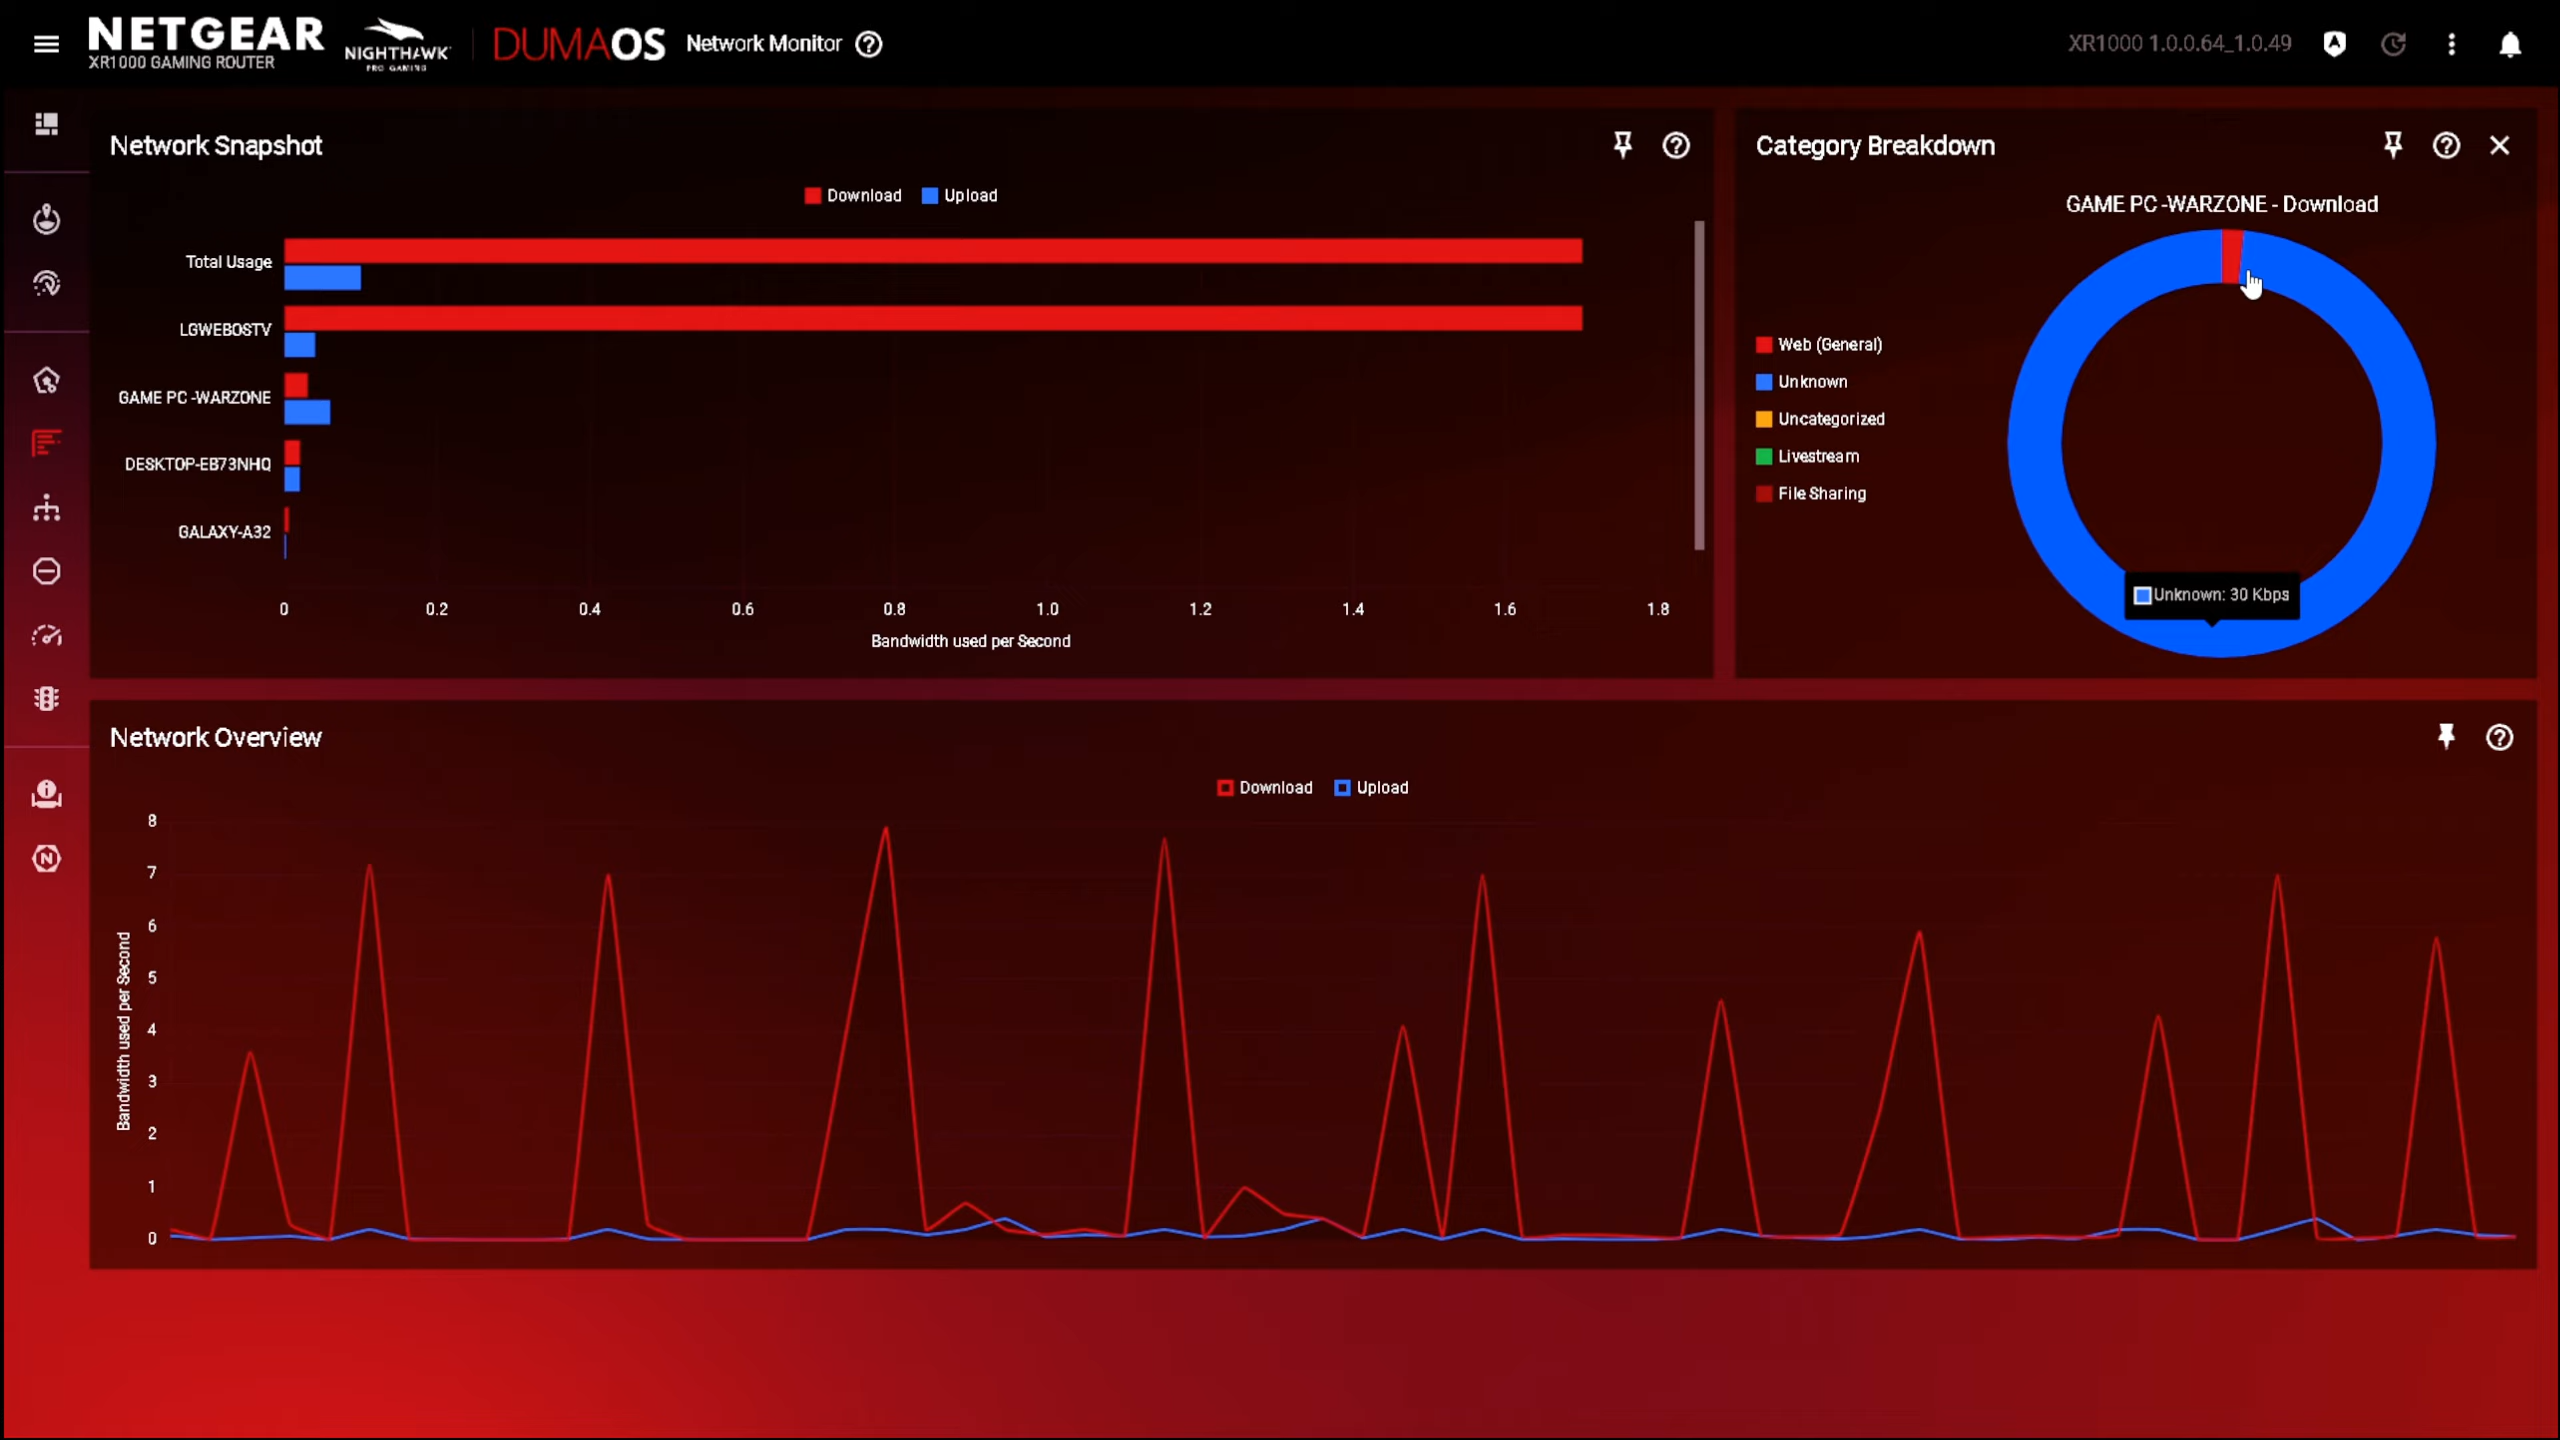 NETGEAR
XR1000 GAMING ROUTER
NIGHTHAWK
PRO GAMING
DUMAOS
Network Monitor
XR1000 1.0.0.64_1.0.49
Network Snapshot
Download
Upload
Total Usage
LGWEBOSTV
GAME PC -WARZONE
DESKTOP-EB73NHQ
GALAXY-A32
0 0.2 0.4 0.6 0.8 1.0 1.2 1.4 1.6 1.8
Bandwidth used per Second
Category Breakdown
GAME PC -WARZONE - Download
Web (General)
Unknown
Uncategorized
Livestream
File Sharing
Unknown: 30 Kbps
Network Overview
Download
Upload
8
7
6
5
4
3
2
1
0
Bandwidth used per Second